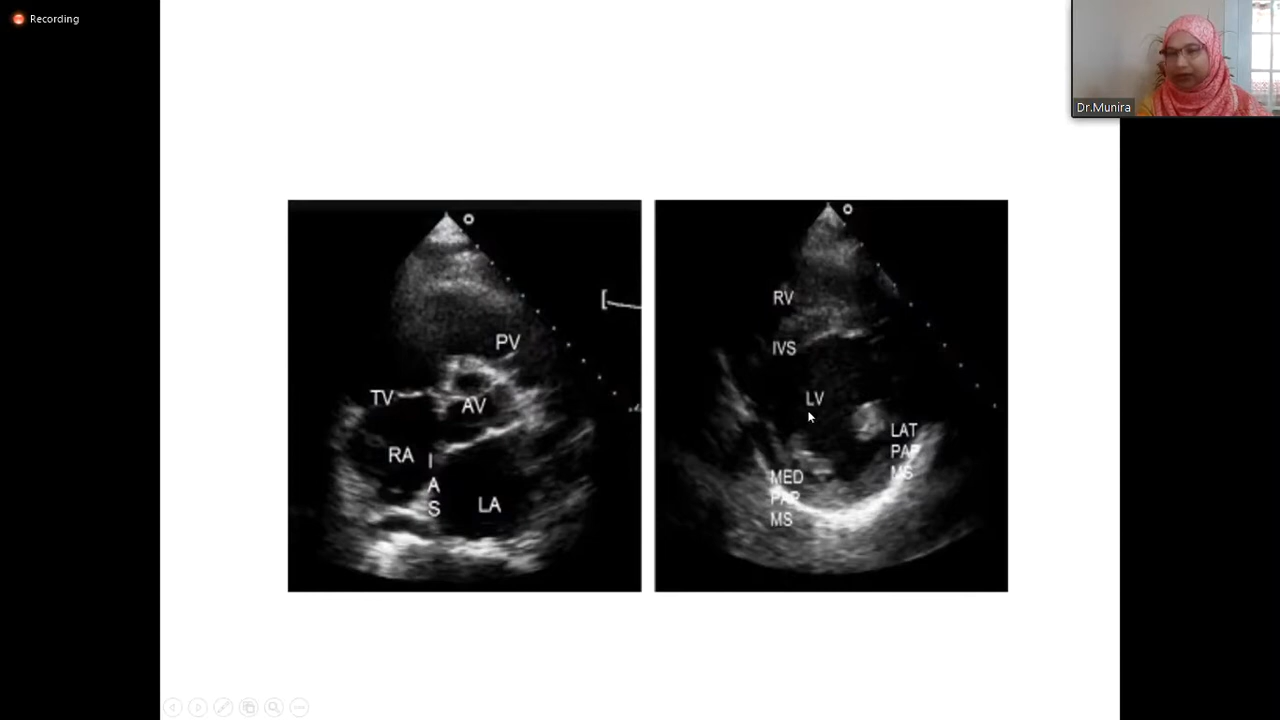 Recording
Dr.Munira
PV
TV
AV
RA
I
A
S
LA
RV
IVS
LV
LAT
PAP
MS
MED
PAP
MS